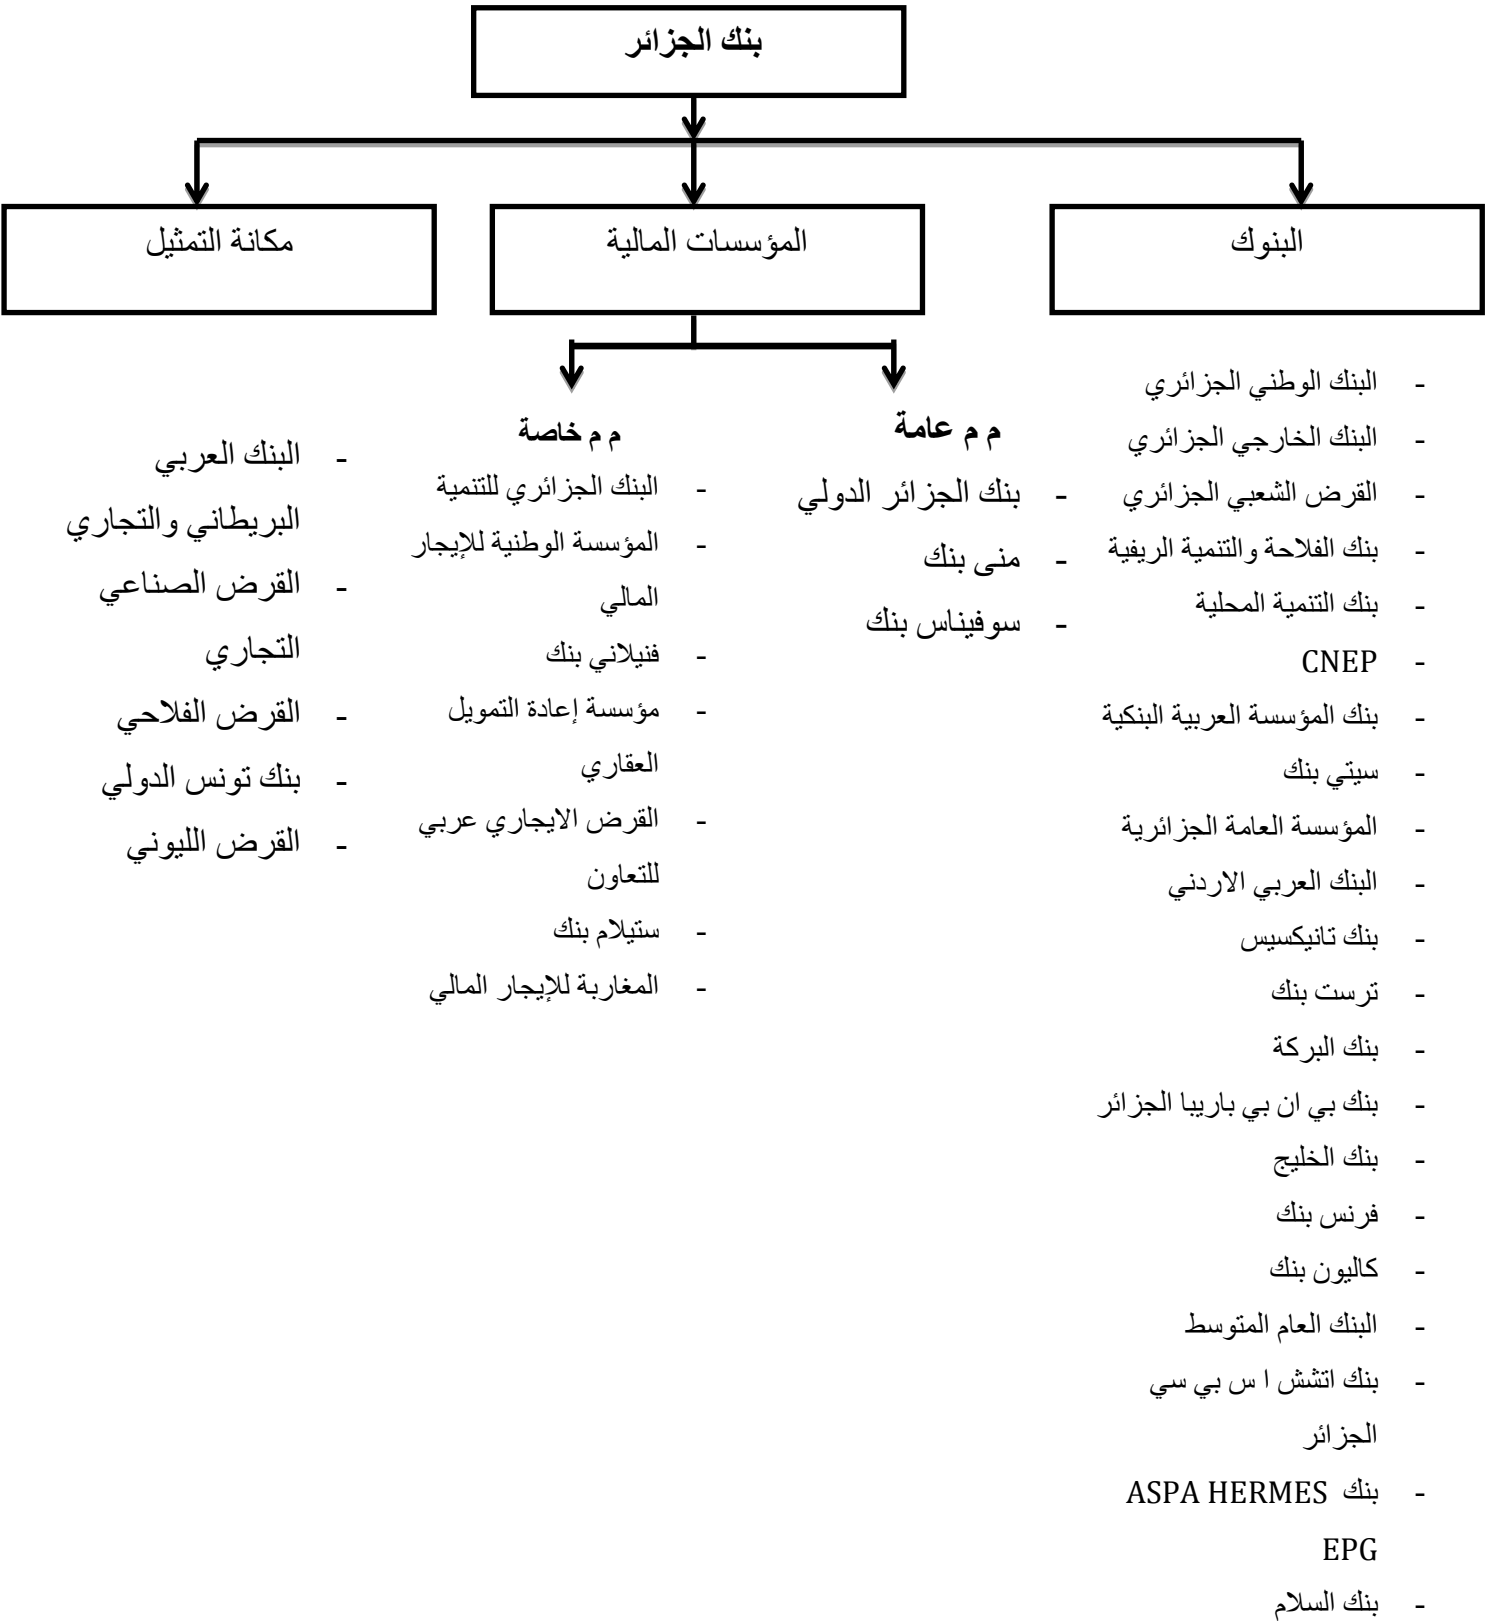 بنك الجزائر
البنوك
المؤسسات المالية
مكانة التمثيل
- البنك الوطني الجزائري
- البنك الخارجي الجزائري
- القرض الشعبي الجزائري
- بنك الفلاحة والتنمية الريفية
- بنك التنمية المحلية
- CNEP
- بنك المؤسسة العربية البنكية
- سيتي بنك
- المؤسسة العامة الجزائرية
- البنك العربي الاردني
- بنك تانيكسيس
- ترست بنك
- بنك البركة
- بنك بي ان بي باريبا الجزائر
- بنك الخليج
- فرنس بنك
- كاليون بنك
- البنك العام المتوسط
- بنك اتشش ا س بي سي
الجزائر
- بنك ASPA HERMES
EPG
- بنك السلام
م م عامة
- بنك الجزائر الدولي
- منى بنك
- سوفيناس بنك
م م خاصة
- البنك الجزائري للتنمية
- المؤسسة الوطنية للإيجار
المالي
- فنيلاني بنك
- مؤسسة إعادة التمويل
العقاري
- القرض الايجاري عربي
للتعاون
- ستيلام بنك
- المغاربة للإيجار المالي
- البنك العربي
البريطاني والتجاري
- القرض الصناعي
التجاري
- القرض الفلاحي
- بنك تونس الدولي
- القرض الليوني